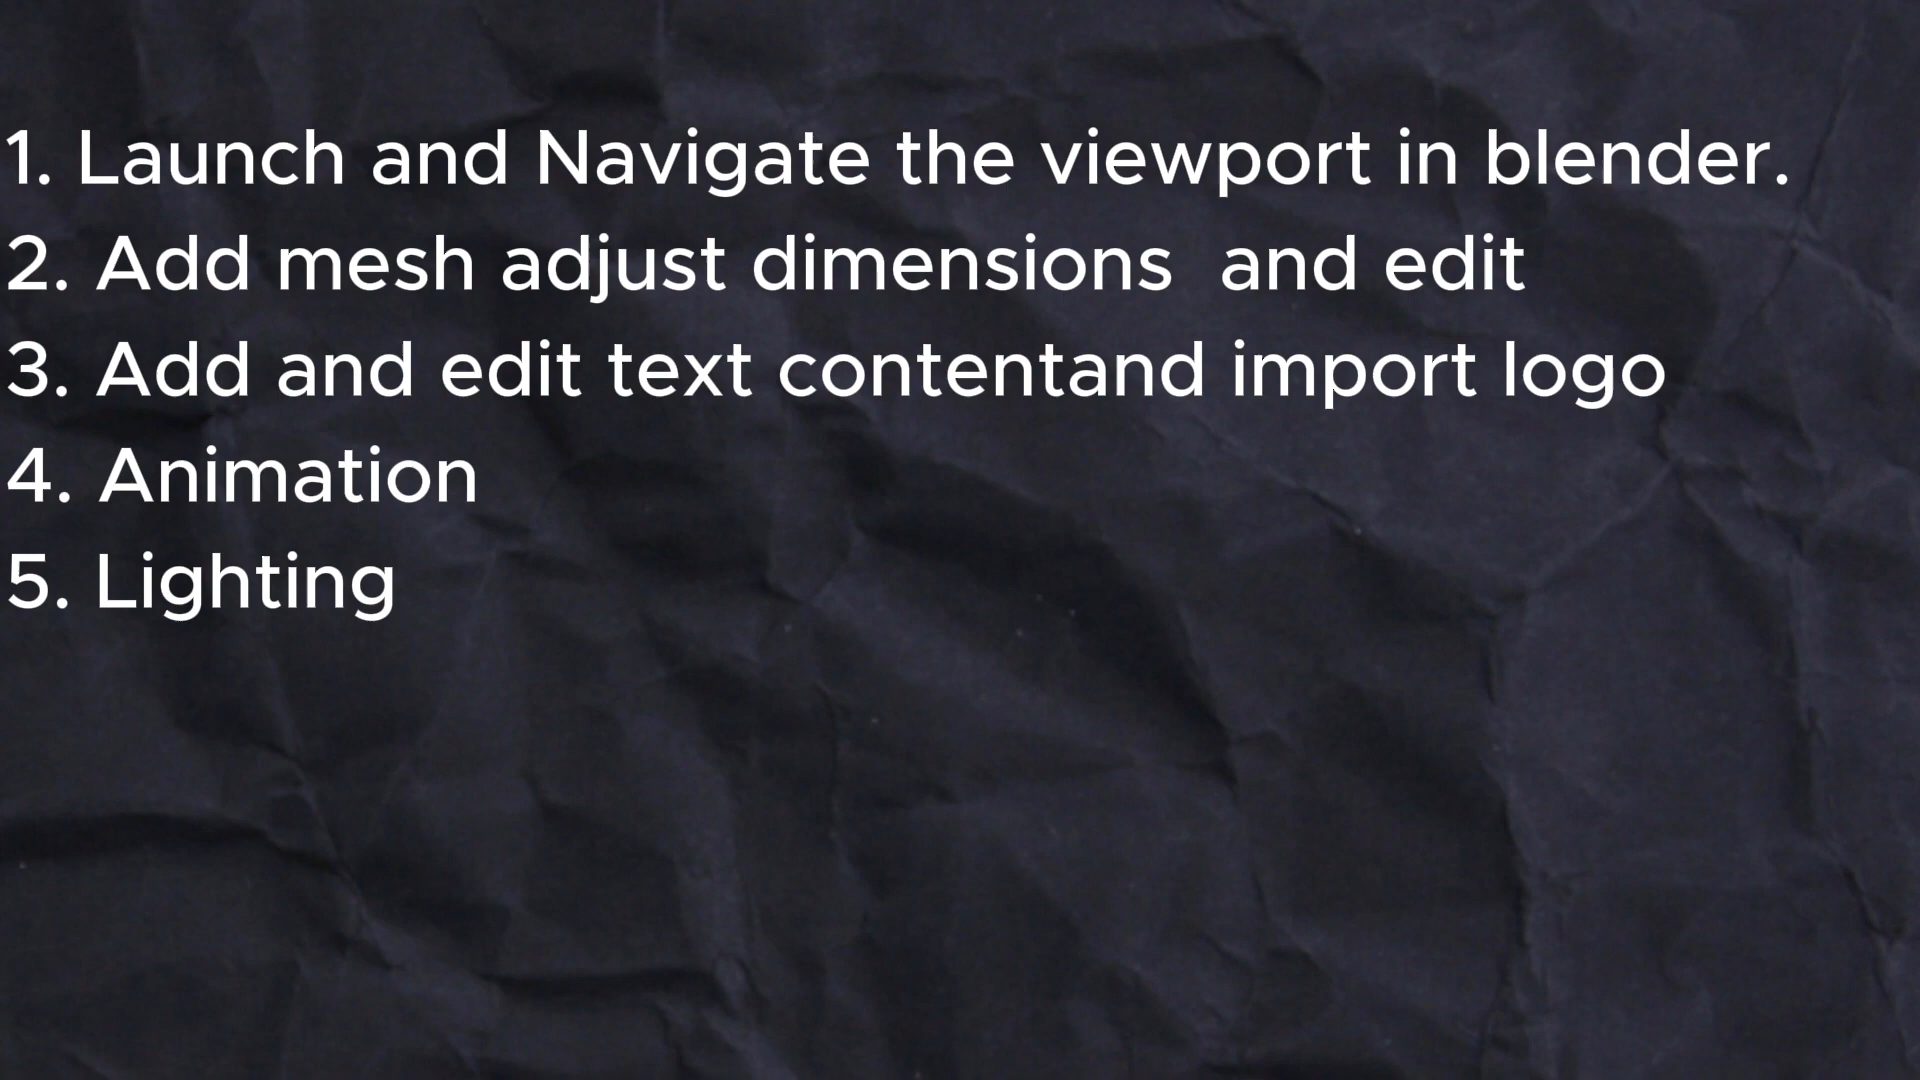 1. Launch and Navigate the viewport in blender.
2. Add mesh adjust dimensions  and edit
3. Add and edit text contentand import logo
4. Animation
5. Lighting